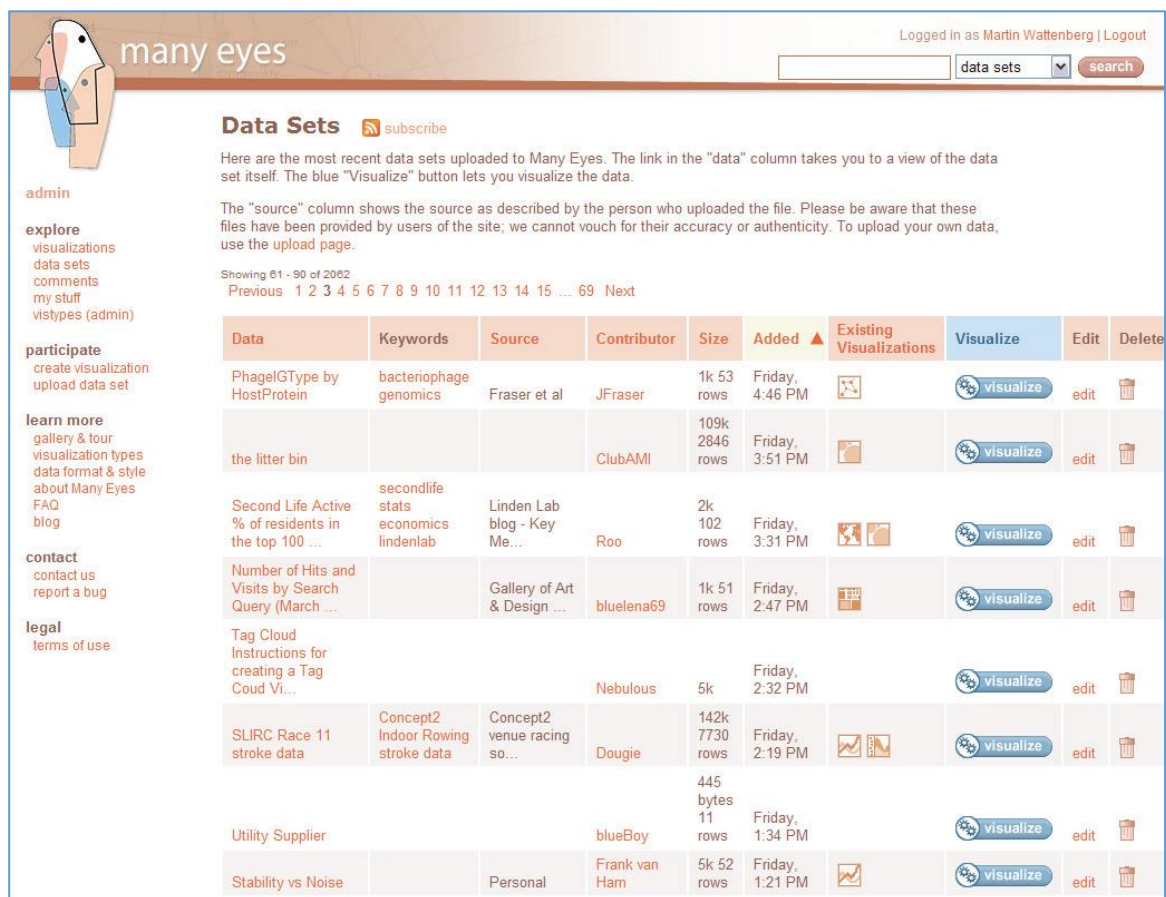 many eyes
Logged in as Martin Wattenberg | Logout
data sets
search
admin
explore
visualizations
data sets
comments
my stuff
vistypes (admin)
participate
create visualization
upload data set
learn more
gallery & tour
visualization types
data format & style
about Many Eyes
FAQ
blog
contact
contact us
report a bug
legal
terms of use
Data Sets subscribe
Here are the most recent data sets uploaded to Many Eyes. The link in the "data" column takes you to a view of the data
set itself. The blue "Visualize" button lets you visualize the data.
The "source" column shows the source as described by the person who uploaded the file. Please be aware that these
files have been provided by users of the site; we cannot vouch for their accuracy or authenticity. To upload your own data,
use the upload page.
Showing 61 - 90 of 2062
Previous 1 2 3 4 5 6 7 8 9 10 11 12 13 14 15 ... 69 Next
Data Keywords Source Contributor Size Added ▲ Existing Visualizations Visualize Edit Delete
PhageIGType by
HostProtein
bacteriophage
genomics
Fraser et al
JFraser
1k 53
rows
Friday,
4:46 PM
visualize
edit
the litter bin
ClubAMI
109k
2846
rows
Friday,
3:51 PM
visualize
edit
Second Life Active
% of residents in
the top 100 ...
secondlife
stats
economics
lindenlab
Linden Lab
blog - Key
Me...
Roo
2k
102
rows
Friday,
3:31 PM
visualize
edit
Number of Hits and
Visits by Search
Query (March ...
Gallery of Art
& Design ...
bluelena69
1k 51
rows
Friday,
2:47 PM
visualize
edit
Tag Cloud
Instructions for
creating a Tag
Coud Vi...
Nebulous
5k
Friday,
2:32 PM
visualize
edit
SLIRC Race 11
stroke data
Concept2
Indoor Rowing
stroke data
Concept2
venue racing
so...
Dougie
142k
7730
rows
Friday,
2:19 PM
visualize
edit
Utility Supplier
blueBoy
445
bytes
11
rows
Friday,
1:34 PM
visualize
edit
Stability vs Noise
Personal
Frank van
Ham
5k 52
rows
Friday,
1:21 PM
visualize
edit